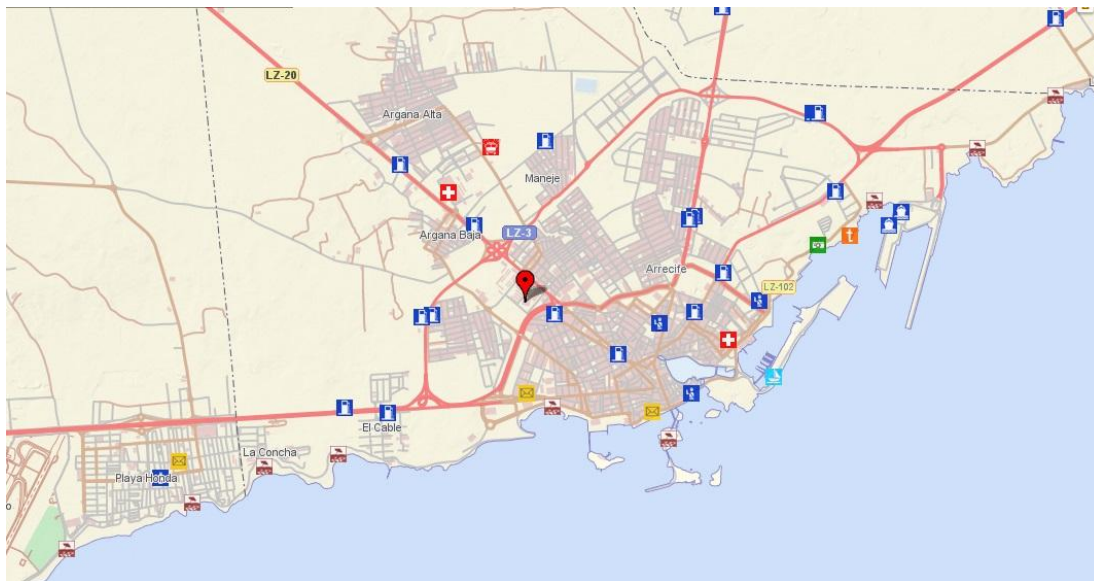 LZ-20
Argana Alta
Maneje
Argana Baja
LZ-3
Arrecife
LZ-102
t
El Cable
La Concha
Playa Honda